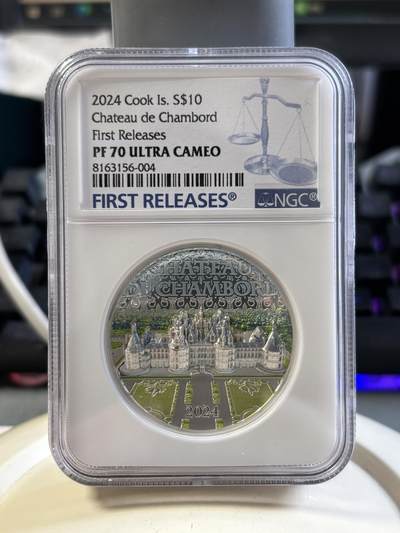 2024 Cook Is. S$10
Chateau de Chambord
First Releases
PF 70 ULTRA CAMEO
8163156-004
FIRST RELEASES®
NGC®
CHATEAU
DE CHAMBORD
2024